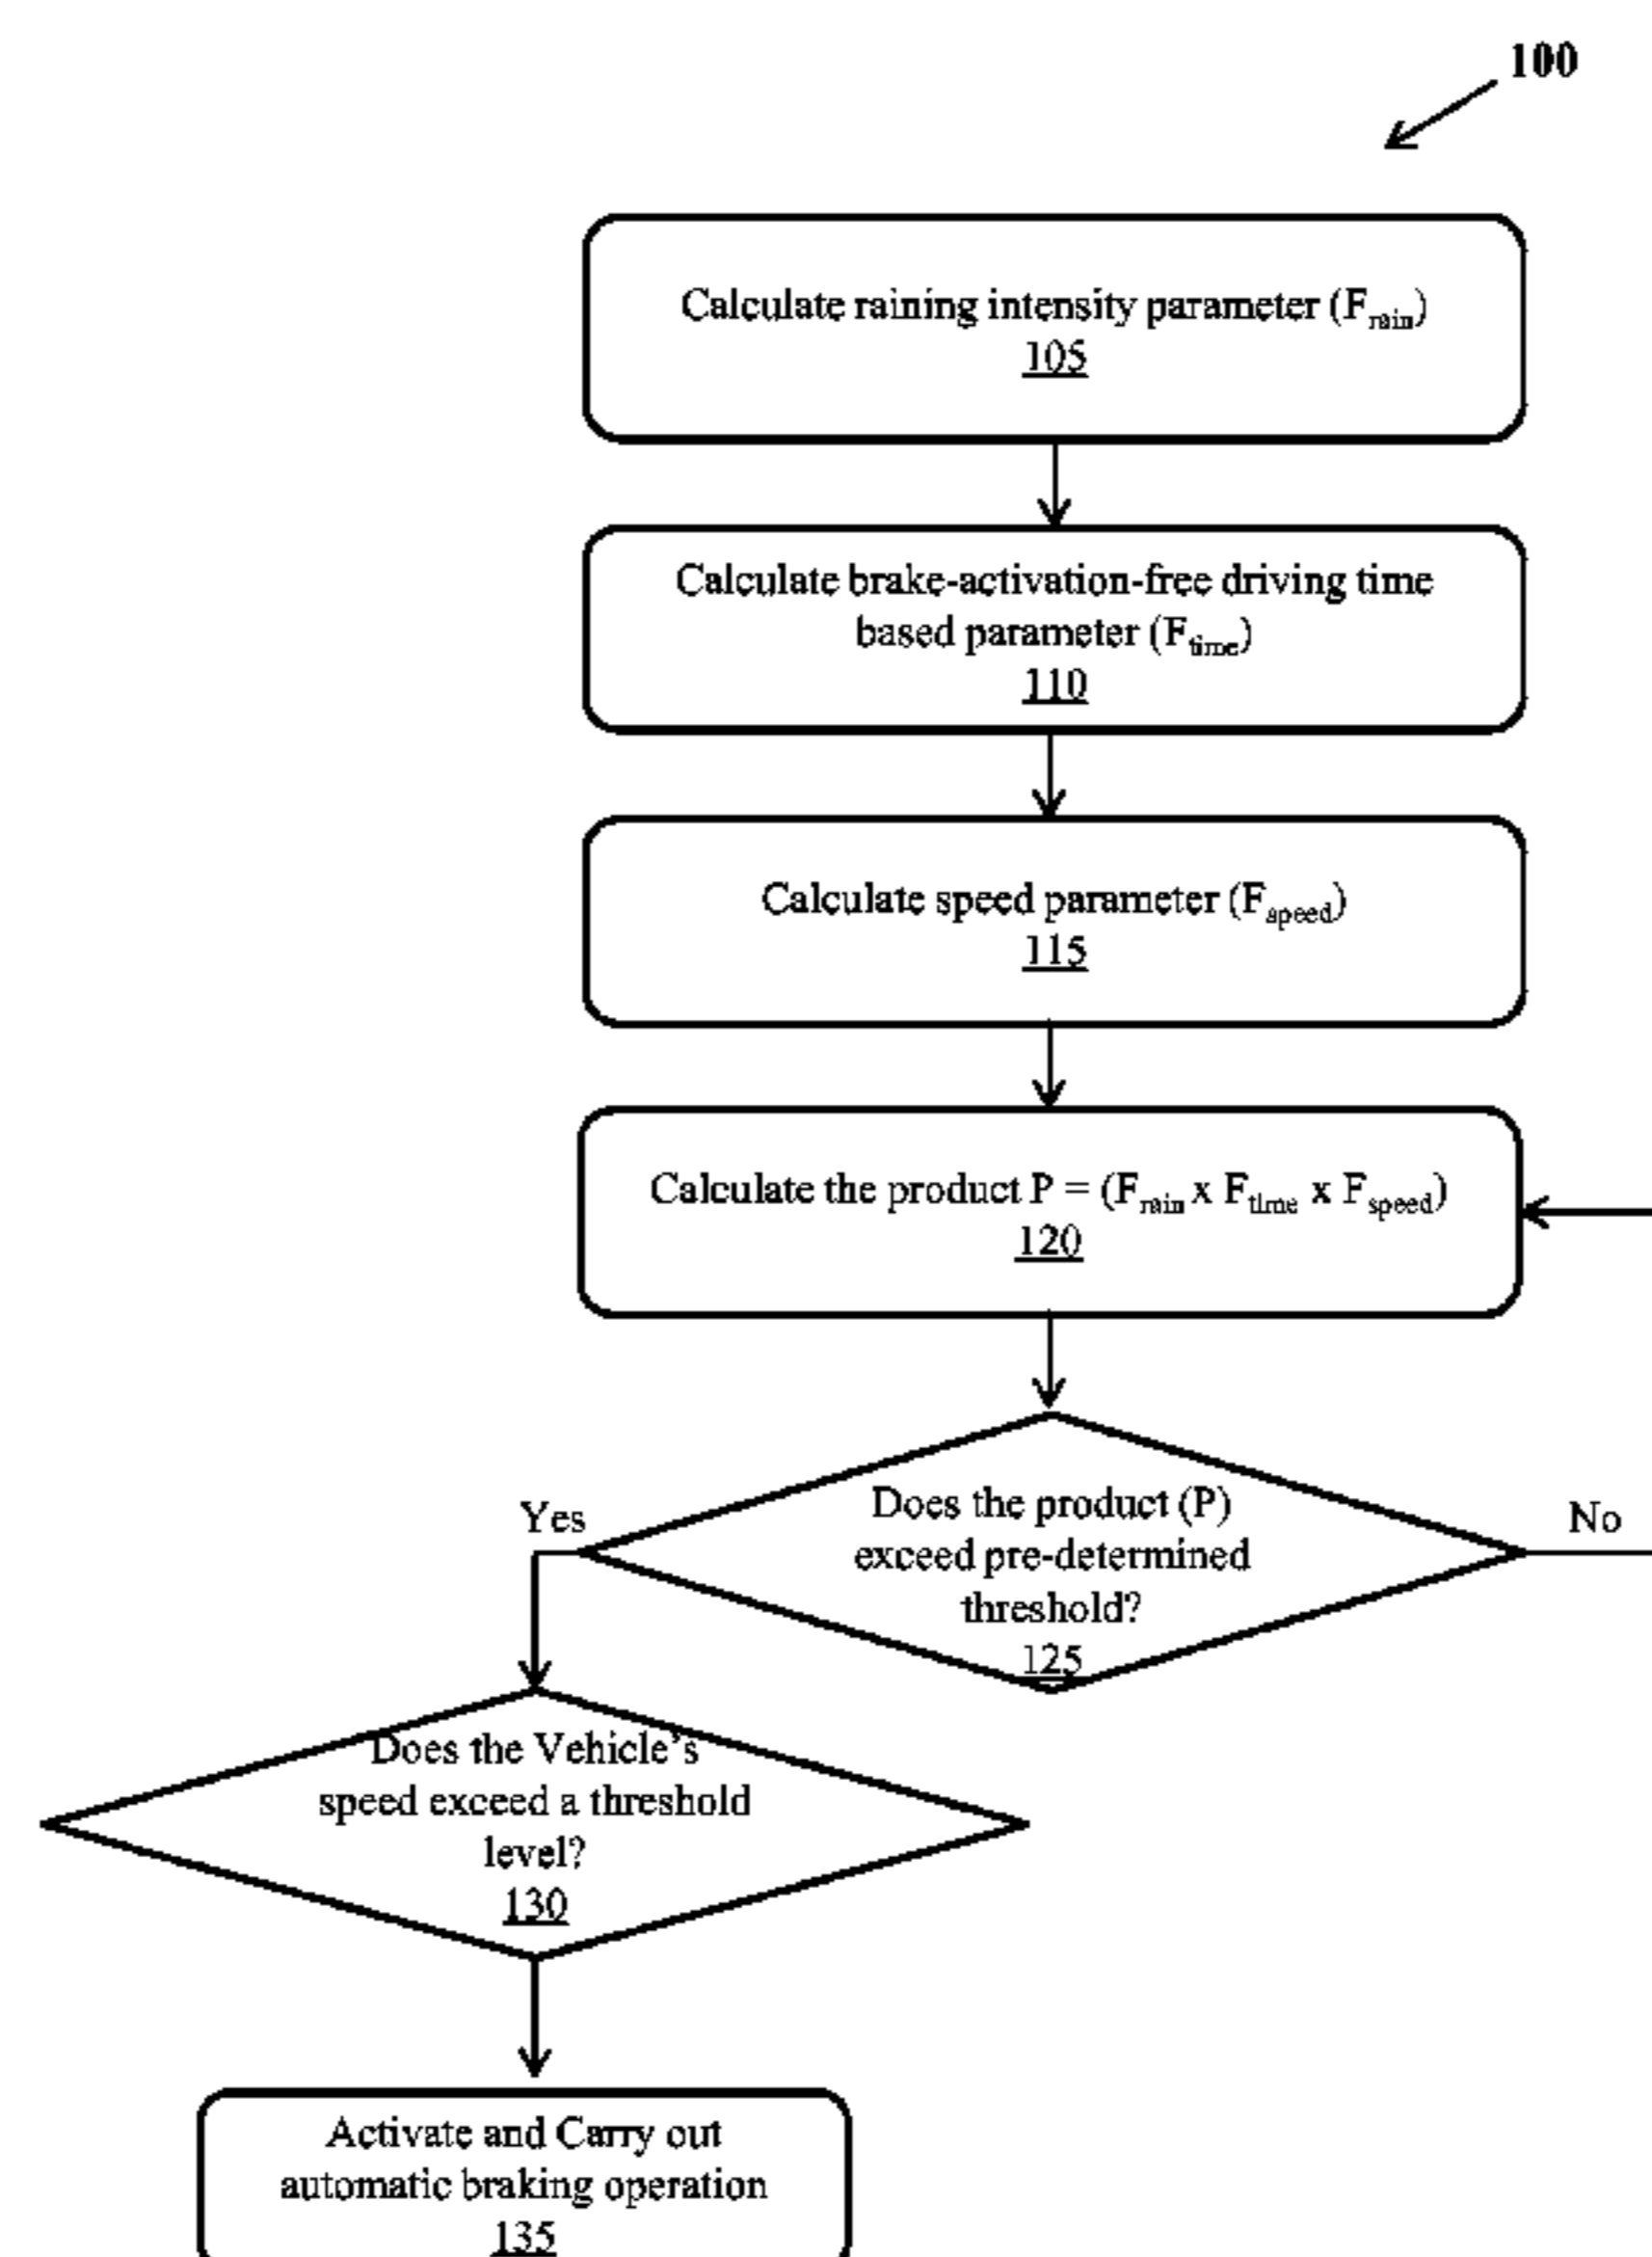 100
Calculate raining intensity parameter (Frain)
105
Calculate brake-activation-free driving time
based parameter (Ftime)
110
Calculate speed parameter (Fspeed)
115
Calculate the product P = (Frain x Ftime x Fspeed)
120
Does the product (P)
exceed pre-determined
threshold?
125
Yes
No
Does the Vehicle's
speed exceed a threshold
level?
130
Activate and Carry out
automatic braking operation
135